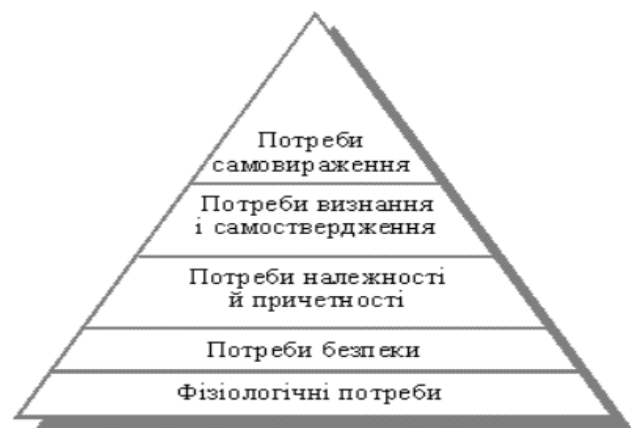 Потреби
самовираження
Потреби визнання
і самоствердження
Потреби належності
й причетності
Потреби безпеки
Фізіологічні потреби